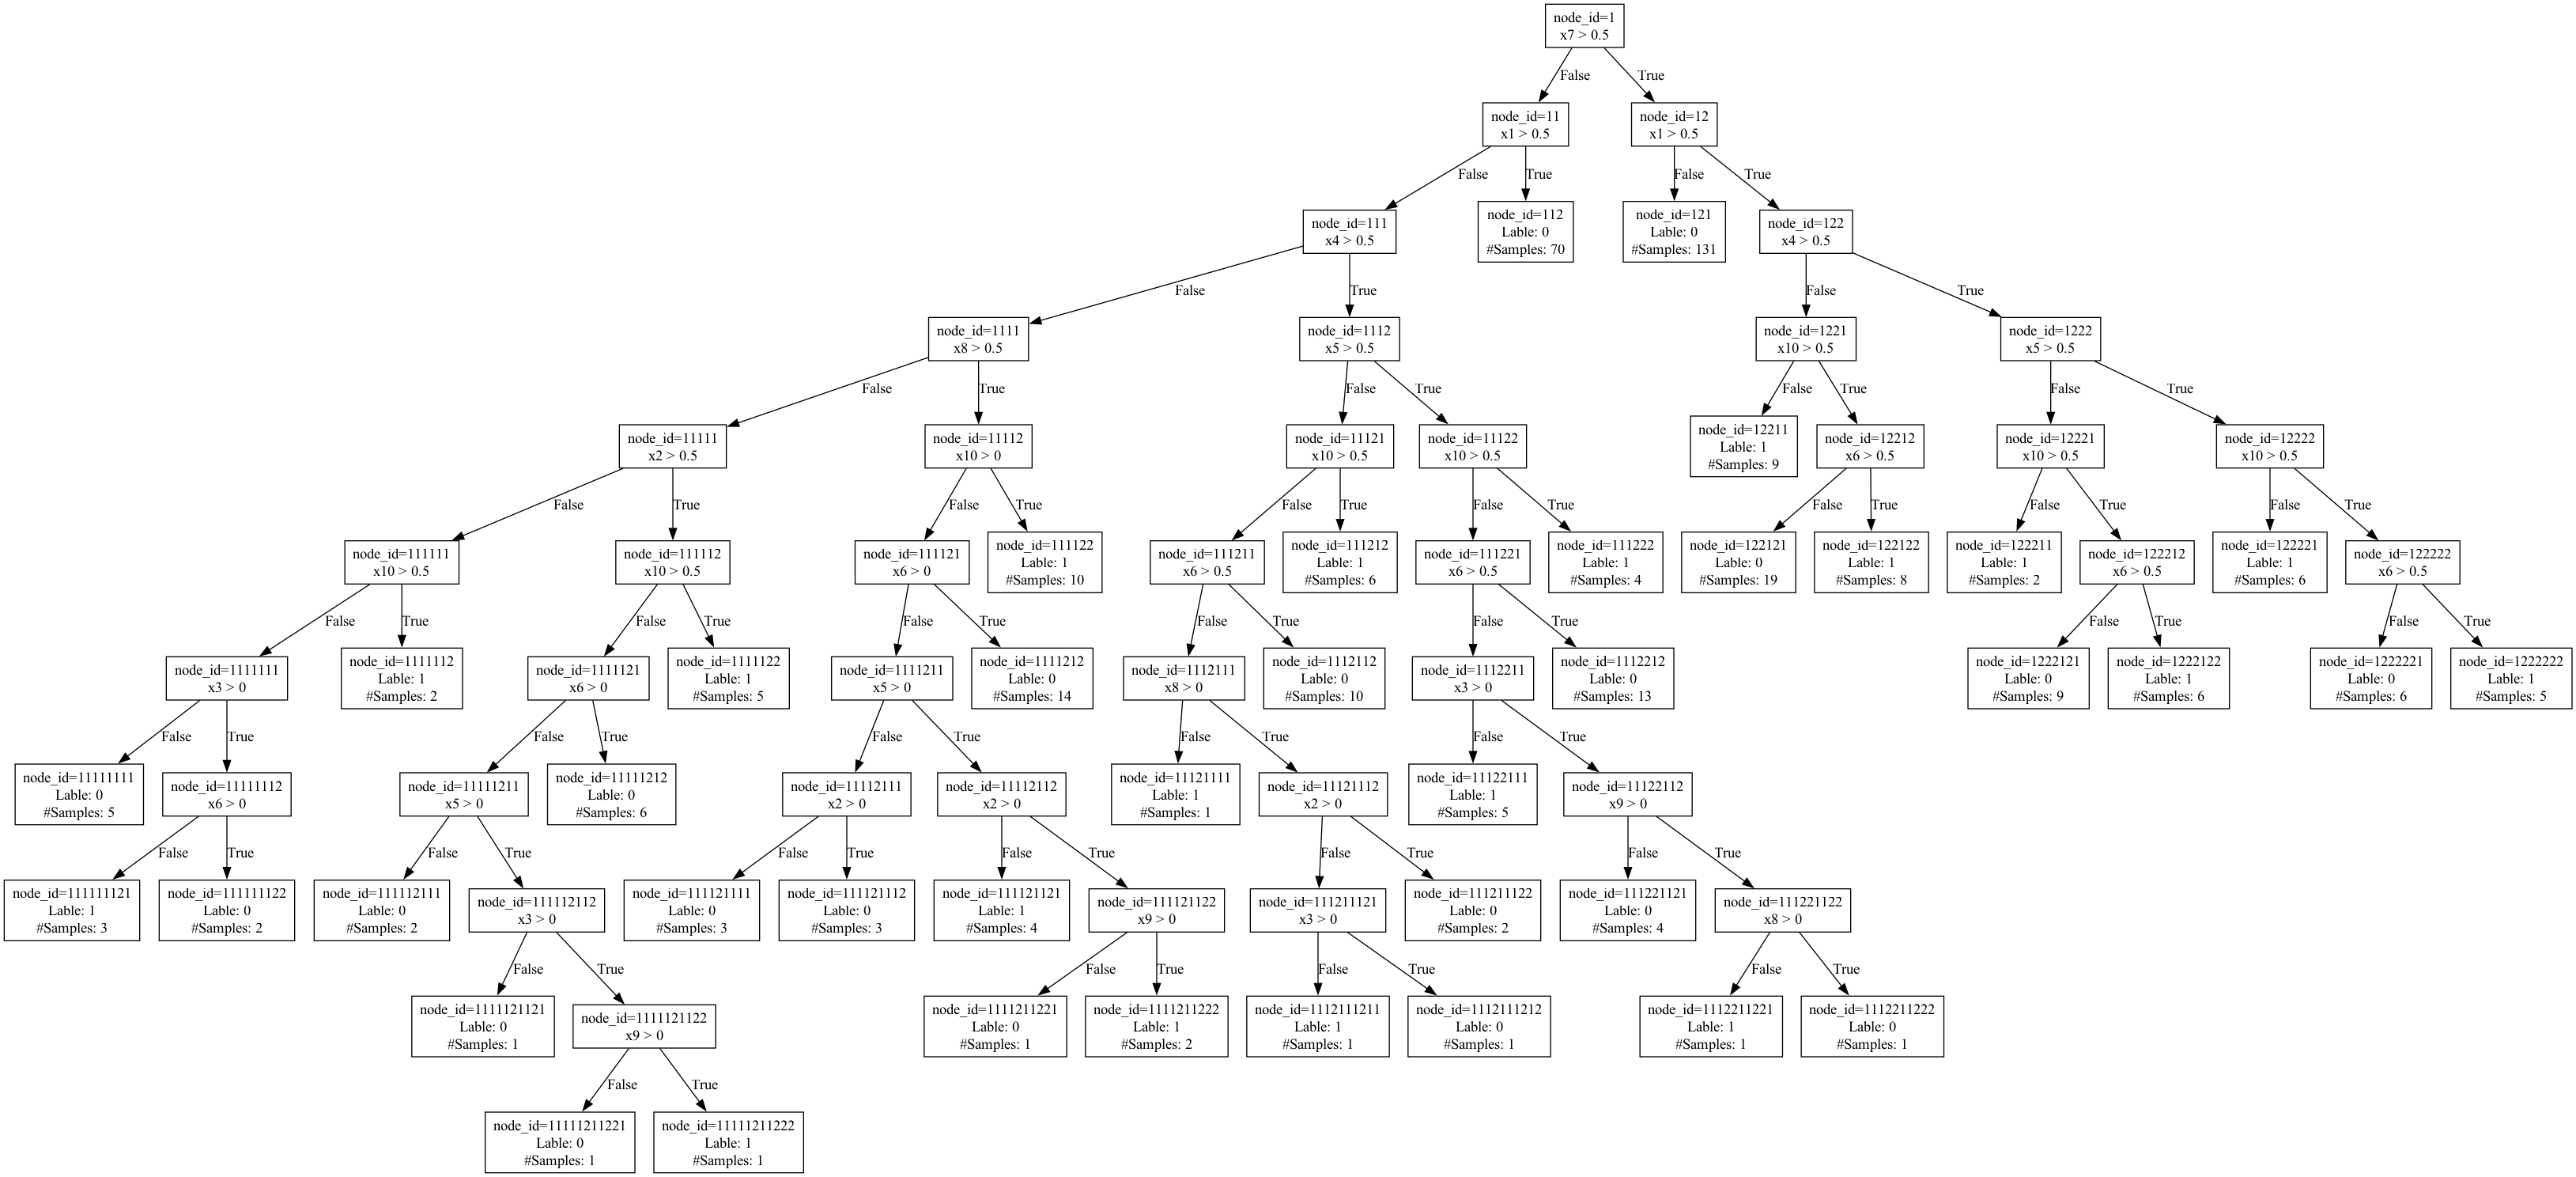 node_id=1
x7 > 0.5
False
True
node_id=11
x1 > 0.5
node_id=12
x1 > 0.5
False
True
False
True
node_id=111
x4 > 0.5
node_id=112
Lable: 0
#Samples: 70
node_id=121
Lable: 0
#Samples: 131
node_id=122
x4 > 0.5
False
True
False
True
node_id=1111
x8 > 0.5
node_id=1112
x5 > 0.5
node_id=1221
x10 > 0.5
node_id=1222
x5 > 0.5
False
True
False
True
False
True
False
True
node_id=11111
x2 > 0.5
node_id=11112
x10 > 0
node_id=11121
x10 > 0.5
node_id=11122
x10 > 0.5
node_id=12211
Lable: 1
#Samples: 9
node_id=12212
x6 > 0.5
node_id=12221
x10 > 0.5
node_id=12222
x10 > 0.5
False
True
False
True
False
True
False
True
False
True
False
True
False
True
node_id=111111
x10 > 0.5
node_id=111112
x10 > 0.5
node_id=111121
x6 > 0
node_id=111122
Lable: 1
#Samples: 10
node_id=111211
x6 > 0.5
node_id=111212
Lable: 1
#Samples: 6
node_id=111221
x6 > 0.5
node_id=111222
Lable: 1
#Samples: 4
node_id=122121
Lable: 0
#Samples: 19
node_id=122122
Lable: 1
#Samples: 8
node_id=122211
Lable: 1
#Samples: 2
node_id=122212
x6 > 0.5
node_id=122221
Lable: 1
#Samples: 6
node_id=122222
x6 > 0.5
False
True
False
True
False
True
False
True
False
True
False
True
False
True
node_id=1111111
x3 > 0
node_id=1111112
Lable: 1
#Samples: 2
node_id=1111121
x6 > 0
node_id=1111122
Lable: 1
#Samples: 5
node_id=1111211
x5 > 0
node_id=1111212
Lable: 0
#Samples: 14
node_id=1112111
x8 > 0
node_id=1112112
Lable: 0
#Samples: 10
node_id=1112211
x3 > 0
node_id=1112212
Lable: 0
#Samples: 13
node_id=1222121
Lable: 0
#Samples: 9
node_id=1222122
Lable: 1
#Samples: 6
node_id=1222221
Lable: 0
#Samples: 6
node_id=1222222
Lable: 1
#Samples: 5
False
True
False
True
False
True
False
True
False
True
node_id=11111111
Lable: 0
#Samples: 5
node_id=11111112
x6 > 0
node_id=11111211
x5 > 0
node_id=11111212
Lable: 0
#Samples: 6
node_id=11112111
x2 > 0
node_id=11112112
x2 > 0
node_id=11121111
Lable: 1
#Samples: 1
node_id=11121112
x2 > 0
node_id=11122111
Lable: 1
#Samples: 5
node_id=11122112
x9 > 0
False
True
False
True
False
True
False
True
False
True
False
True
node_id=111111121
Lable: 1
#Samples: 3
node_id=111111122
Lable: 0
#Samples: 2
node_id=111112111
Lable: 0
#Samples: 2
node_id=111112112
x3 > 0
node_id=111121111
Lable: 0
#Samples: 3
node_id=111121112
Lable: 0
#Samples: 3
node_id=111121121
Lable: 1
#Samples: 4
node_id=111121122
x9 > 0
node_id=111211121
x3 > 0
node_id=111211122
Lable: 0
#Samples: 2
node_id=111221121
Lable: 0
#Samples: 4
node_id=111221122
x8 > 0
False
True
False
True
False
True
False
True
node_id=1111121121
Lable: 0
#Samples: 1
node_id=1111121122
x9 > 0
node_id=1111211221
Lable: 0
#Samples: 1
node_id=1111211222
Lable: 1
#Samples: 2
node_id=1112111211
Lable: 1
#Samples: 1
node_id=1112111212
Lable: 0
#Samples: 1
node_id=1112211221
Lable: 1
#Samples: 1
node_id=1112211222
Lable: 0
#Samples: 1
False
True
node_id=11111211221
Lable: 0
#Samples: 1
node_id=11111211222
Lable: 1
#Samples: 1